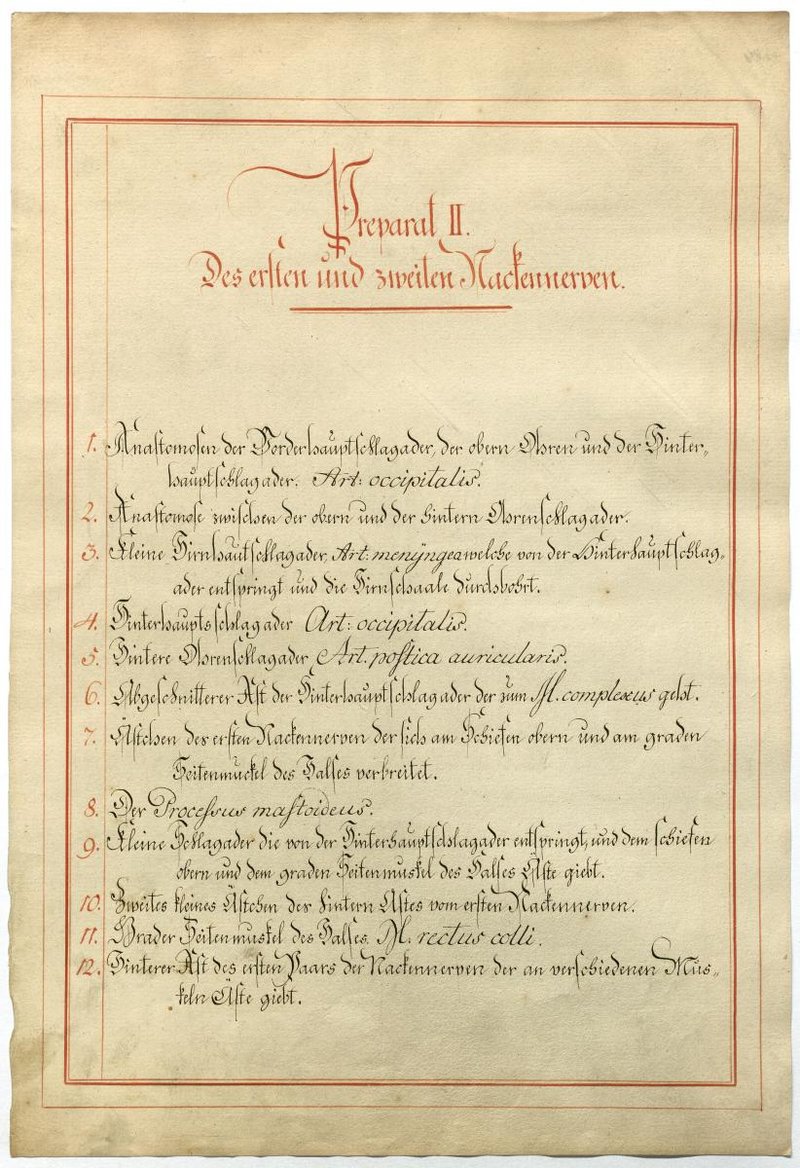 Preparat II.
Des ersten und zweiten Nackennerven.
1. Anastomosen der Vorderhauptschlagader, der obern Ohren und der Hinter„
hauptschlagader. Art: occipitalis.
2. Anastomose zwischen der obern und der hintern Ohrenschlagader.
3. Kleine Hirnhautschlagader, Art: menyngea welche von der Hinterhauptschlag„
ader entspringt und die Hirnschaale durchbohrt.
4. Hinterhauptsschlagader Art: occipitalis.
5. Hintere Ohrenschlagader, Art. postica auricularis.
6. Abgeschnitterer Ast der Hinterhauptschlagader der zum M. complexus geht.
7. Ästchen des ersten Nackennerven der sich am Schiefen obern und am graden
Seitenmuckel des Halses verbreitet.
8. Der Processus mastoideus.
9. Kleine Schlagader die von der Hinterhauptschlagader entspringt, und dem schiefen
obern und dem graden Seitenmuskel des Halses Äste giebt.
10. Zweites kleines Ästchen des hintern Astes vom ersten Nackennerven.
11. Grader Seitenmuskel des Halses. M. rectus colli.
12. Hinterer Ast des ersten Paars der Nackennerven der an verschiedenen Mus„
keln Äste giebt.